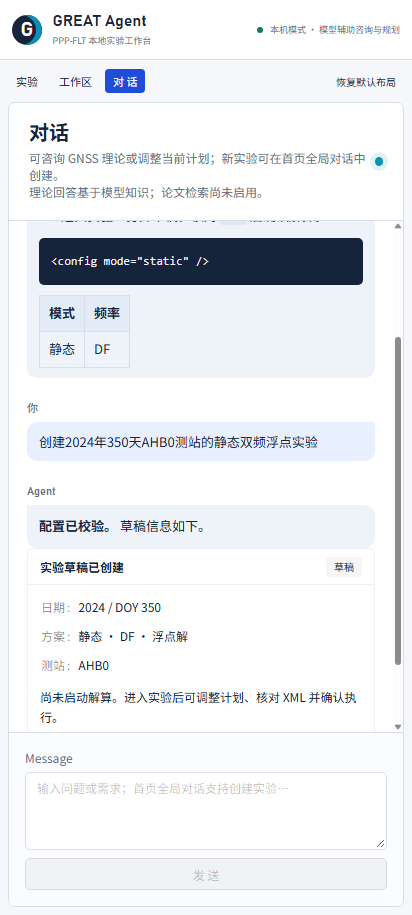 G
GREAT Agent
PPP-FLT 本地实验工作台
本机模式 · 模型辅助咨询与规划
实验
工作区
对话
恢复默认布局
对话
可咨询 GNSS 理论或调整当前计划；新实验可在首页全局对话中
创建。
理论回答基于模型知识；论文检索尚未启用。
<config mode="static" />
模式 频率
静态 DF
你
创建2024年350天AHB0测站的静态双频浮点实验
Agent
配置已校验。 草稿信息如下。
实验草稿已创建
草稿
日期： 2024 / DOY 350
方案： 静态 · DF · 浮点解
测站： AHB0
尚未启动解算。进入实验后可调整计划、核对 XML 并确认执
行。
Message
输入问题或需求；首页全局对话支持创建实验…
发 送